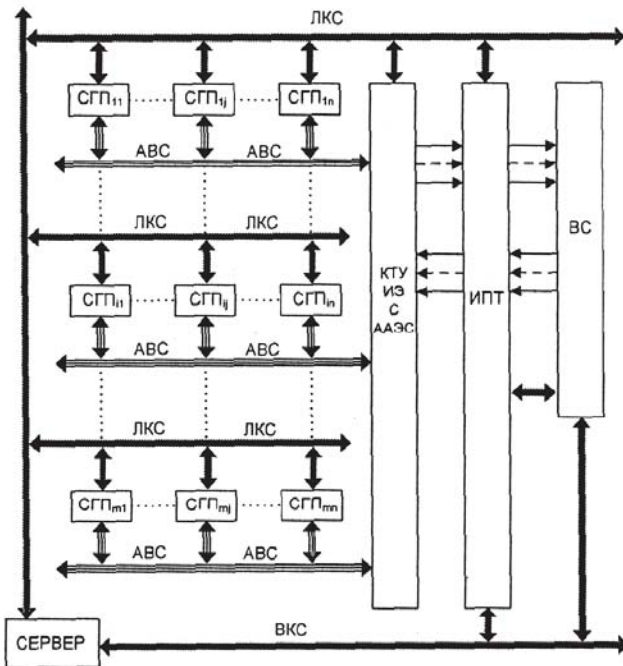 ЛКС
СГП11 СГП1j СГП1n
АВС АВС
ЛКС ЛКС
СГПi1 СГПij СГПin
АВС АВС
ЛКС ЛКС
СГПm1 СГПmj СГПmn
АВС АВС
КТУ
ИЭ
С
ААЭС
ИПТ
ВС
СЕРВЕР
ВКС